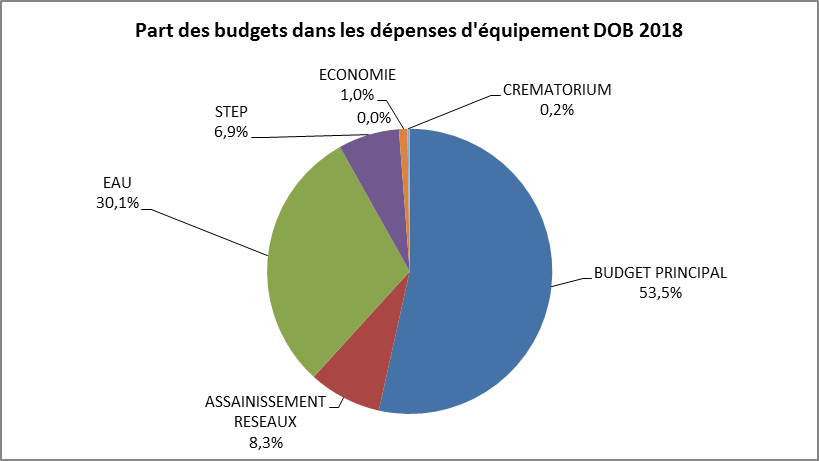 Part des budgets dans les dépenses d'équipement DOB 2018
ECONOMIE
1,0%
0,0%
CREMATORIUM
0,2%
STEP
6,9%
EAU
30,1%
BUDGET PRINCIPAL
53,5%
ASSAINISSEMENT
RESEAUX
8,3%